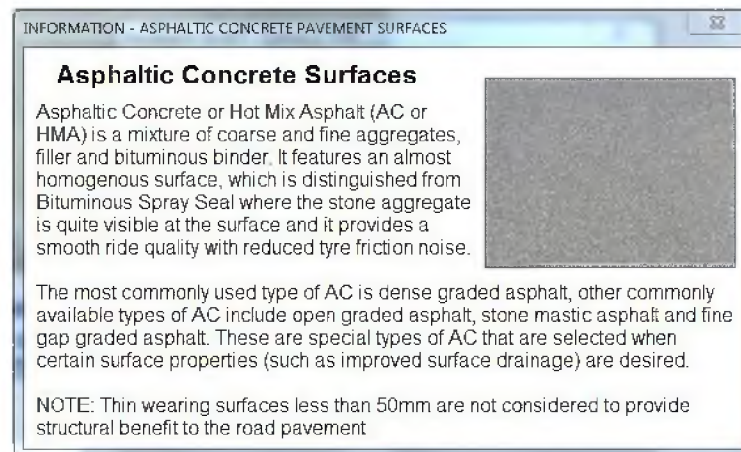 INFORMATION - ASPHALTIC CONCRETE PAVEMENT SURFACES
Asphaltic Concrete Surfaces
Asphaltic Concrete or Hot Mix Asphalt (AC or
HMA) is a mixture of coarse and fine aggregates,
filler and bituminous binder. It features an almost
homogenous surface, which is distinguished from
Bituminous Spray Seal where the stone aggregate
is quite visible at the surface and it provides a
smooth ride quality with reduced tyre friction noise.
The most commonly used type of AC is dense graded asphalt, other commonly
available types of AC include open graded asphalt, stone mastic asphalt and fine
gap graded asphalt. These are special types of AC that are selected when
certain surface properties (such as improved surface drainage) are desired.
NOTE: Thin wearing surfaces less than 50mm are not considered to provide
structural benefit to the road pavement